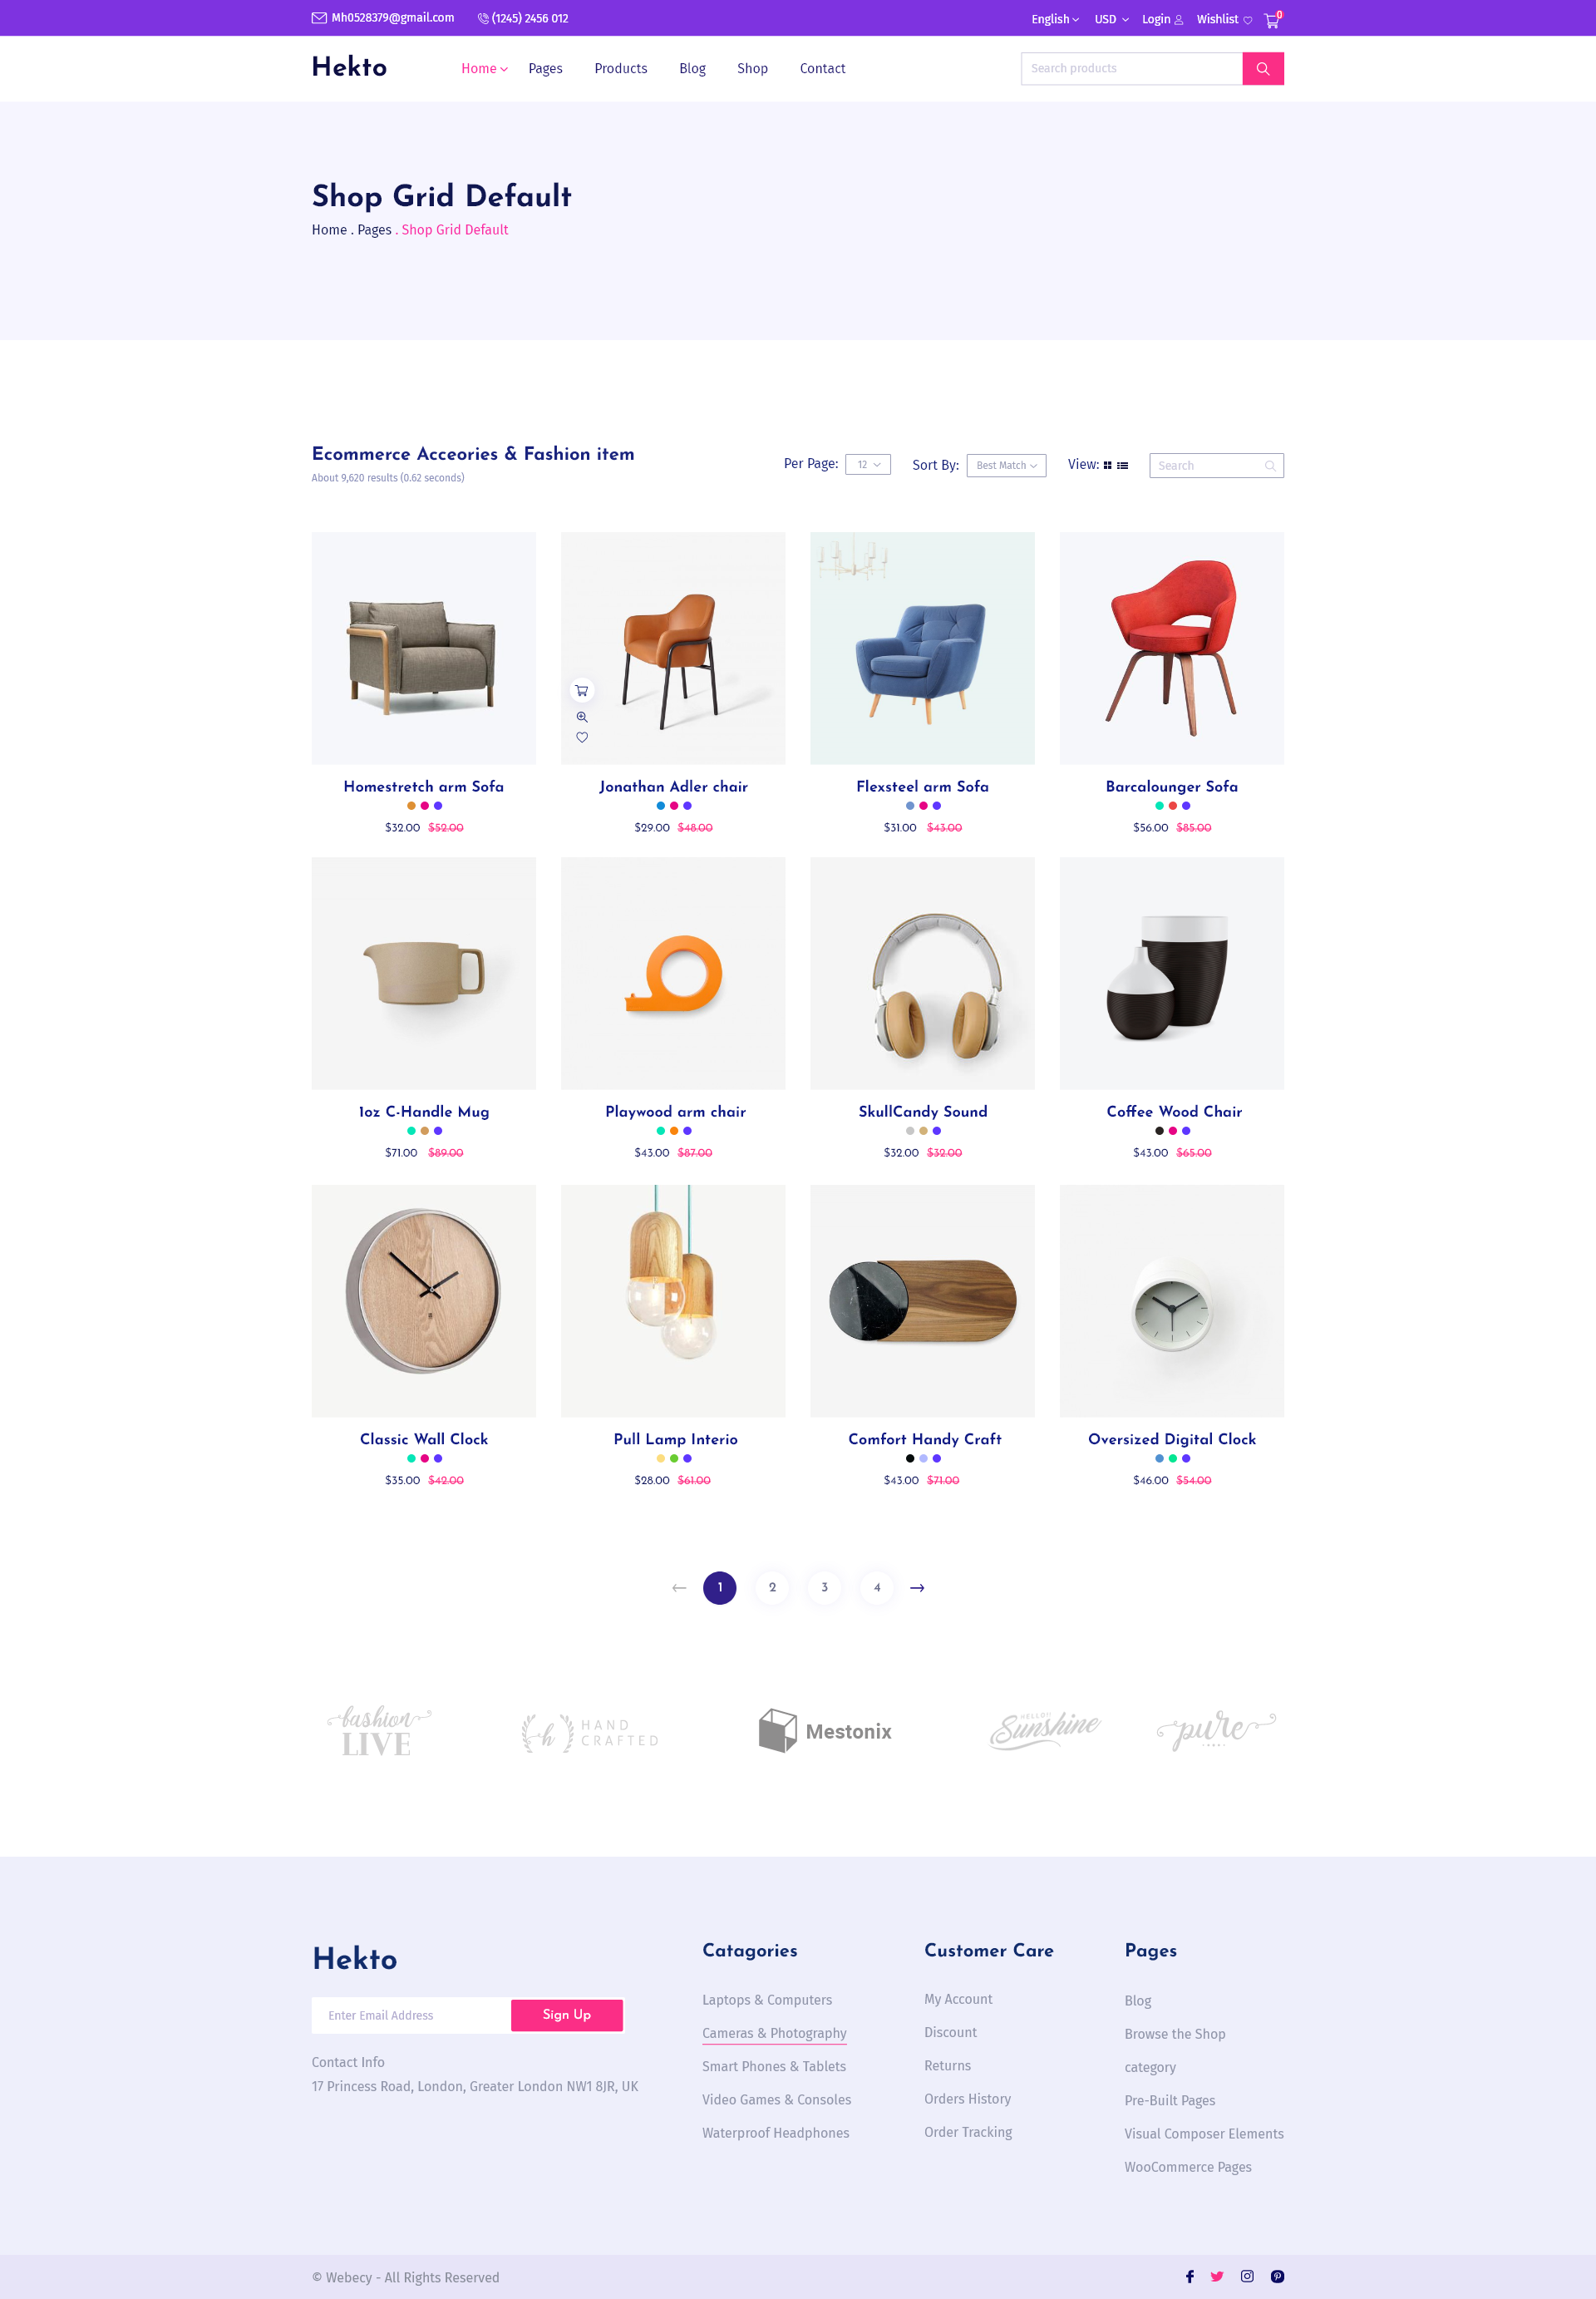 Mh0528379@gmail.com (1245) 2456 012 English USD Login Wishlist 0
Hekto Home Pages Products Blog Shop Contact Search products
Shop Grid Default
Home . Pages . Shop Grid Default
Ecommerce Acceories & Fashion item
About 9,620 results (0.62 seconds)
Per Page: 12 Sort By: Best Match View: Search
Homestretch arm Sofa Jonathan Adler chair Flexsteel arm Sofa Barcalounger Sofa
$32.00 $52.00 $29.00 $48.00 $31.00 $43.00 $56.00 $85.00
1oz C-Handle Mug Playwood arm chair SkullCandy Sound Coffee Wood Chair
$71.00 $89.00 $43.00 $87.00 $32.00 $32.00 $43.00 $65.00
Classic Wall Clock Pull Lamp Interio Comfort Handy Craft Oversized Digital Clock
$35.00 $42.00 $28.00 $61.00 $43.00 $71.00 $46.00 $54.00
1 2 3 4
fashion
LIVE
h HAND
CRAFTED
Mestonix
HELLO!
Sunshine
pure
Hekto
Enter Email Address Sign Up
Contact Info
17 Princess Road, London, Greater London NW1 8JR, UK
Catagories
Laptops & Computers
Cameras & Photography
Smart Phones & Tablets
Video Games & Consoles
Waterproof Headphones
Customer Care
My Account
Discount
Returns
Orders History
Order Tracking
Pages
Blog
Browse the Shop
category
Pre-Built Pages
Visual Composer Elements
WooCommerce Pages
© Webecy - All Rights Reserved